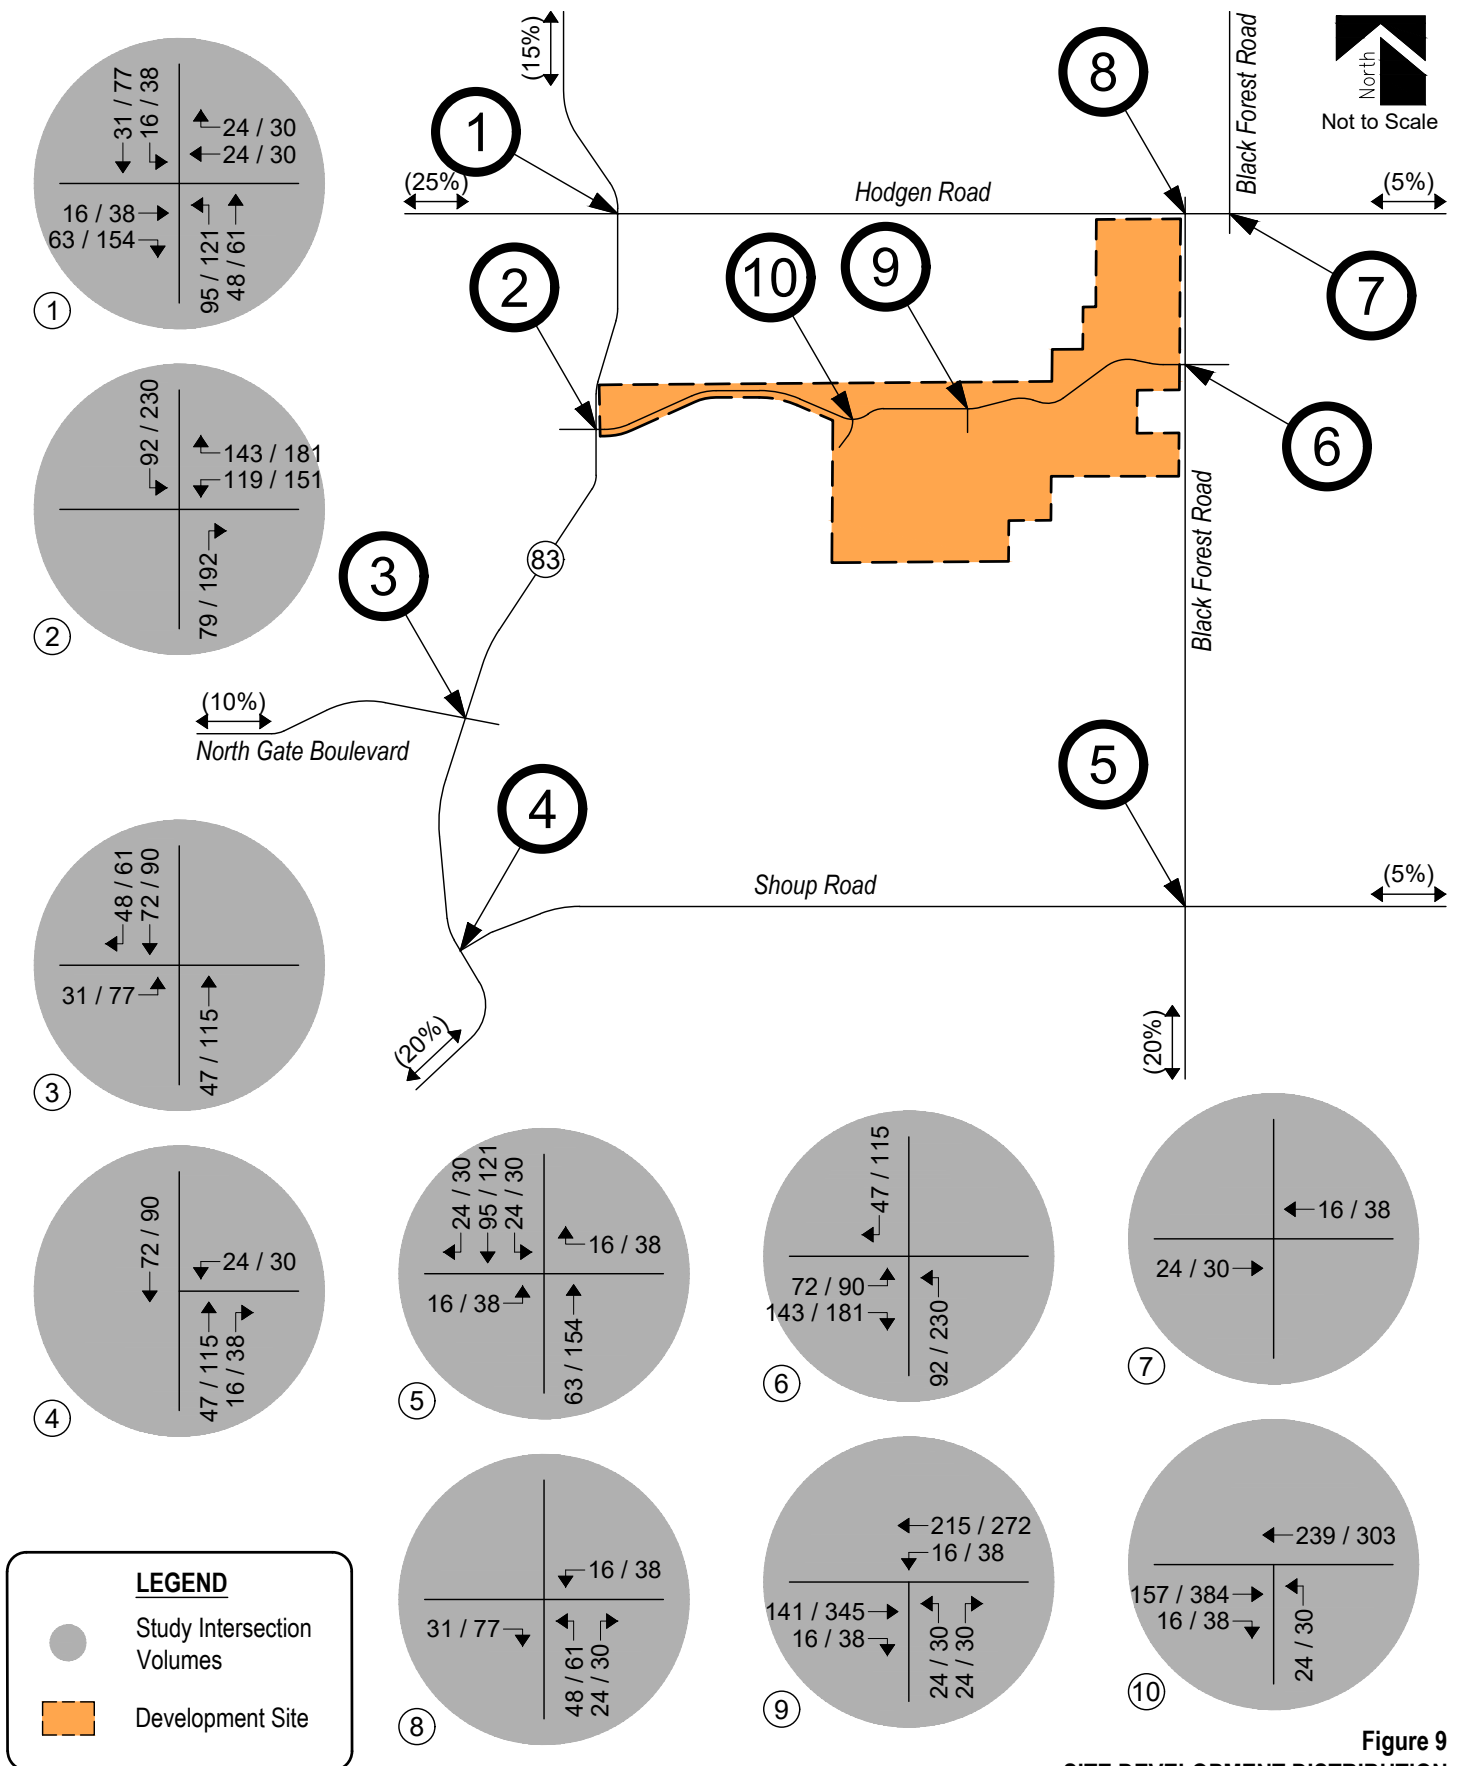 (15%)
8
Black Forest Road
North
Not to Scale
1
(25%)
Hodgen Road
(5%)
2
10
9
7
6
83
3
Black Forest Road
(10%)
North Gate Boulevard
4
5
Shoup Road
(5%)
(20%)
(20%)
31 / 77
16 / 38
24 / 30
24 / 30
16 / 38
63 / 154
95 / 121
48 / 61
1
92 / 230
143 / 181
119 / 151
79 / 192
2
48 / 61
72 / 90
31 / 77
47 / 115
3
72 / 90
24 / 30
47 / 115
16 / 38
4
24 / 30
95 / 121
24 / 30
16 / 38
16 / 38
63 / 154
5
47 / 115
72 / 90
143 / 181
92 / 230
6
16 / 38
24 / 30
7
16 / 38
31 / 77
48 / 61
24 / 30
8
215 / 272
16 / 38
141 / 345
16 / 38
24 / 30
24 / 30
9
239 / 303
157 / 384
16 / 38
24 / 30
10
LEGEND
Study Intersection
Volumes
Development Site
Figure 9
SITE DEVELOPMENT DISTRIBUTION